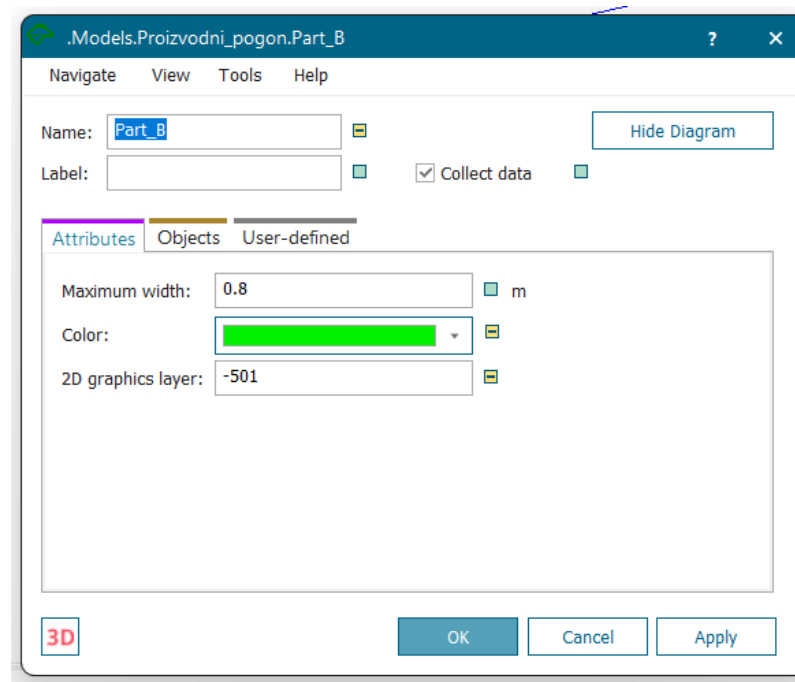 .Models.Proizvodni_pogon.Part_B ? ×
Navigate View Tools Help
Name: Part_B Hide Diagram
Label: Collect data
Attributes Objects User-defined
Maximum width: 0.8 m
Color:
2D graphics layer: -501
3D OK Cancel Apply